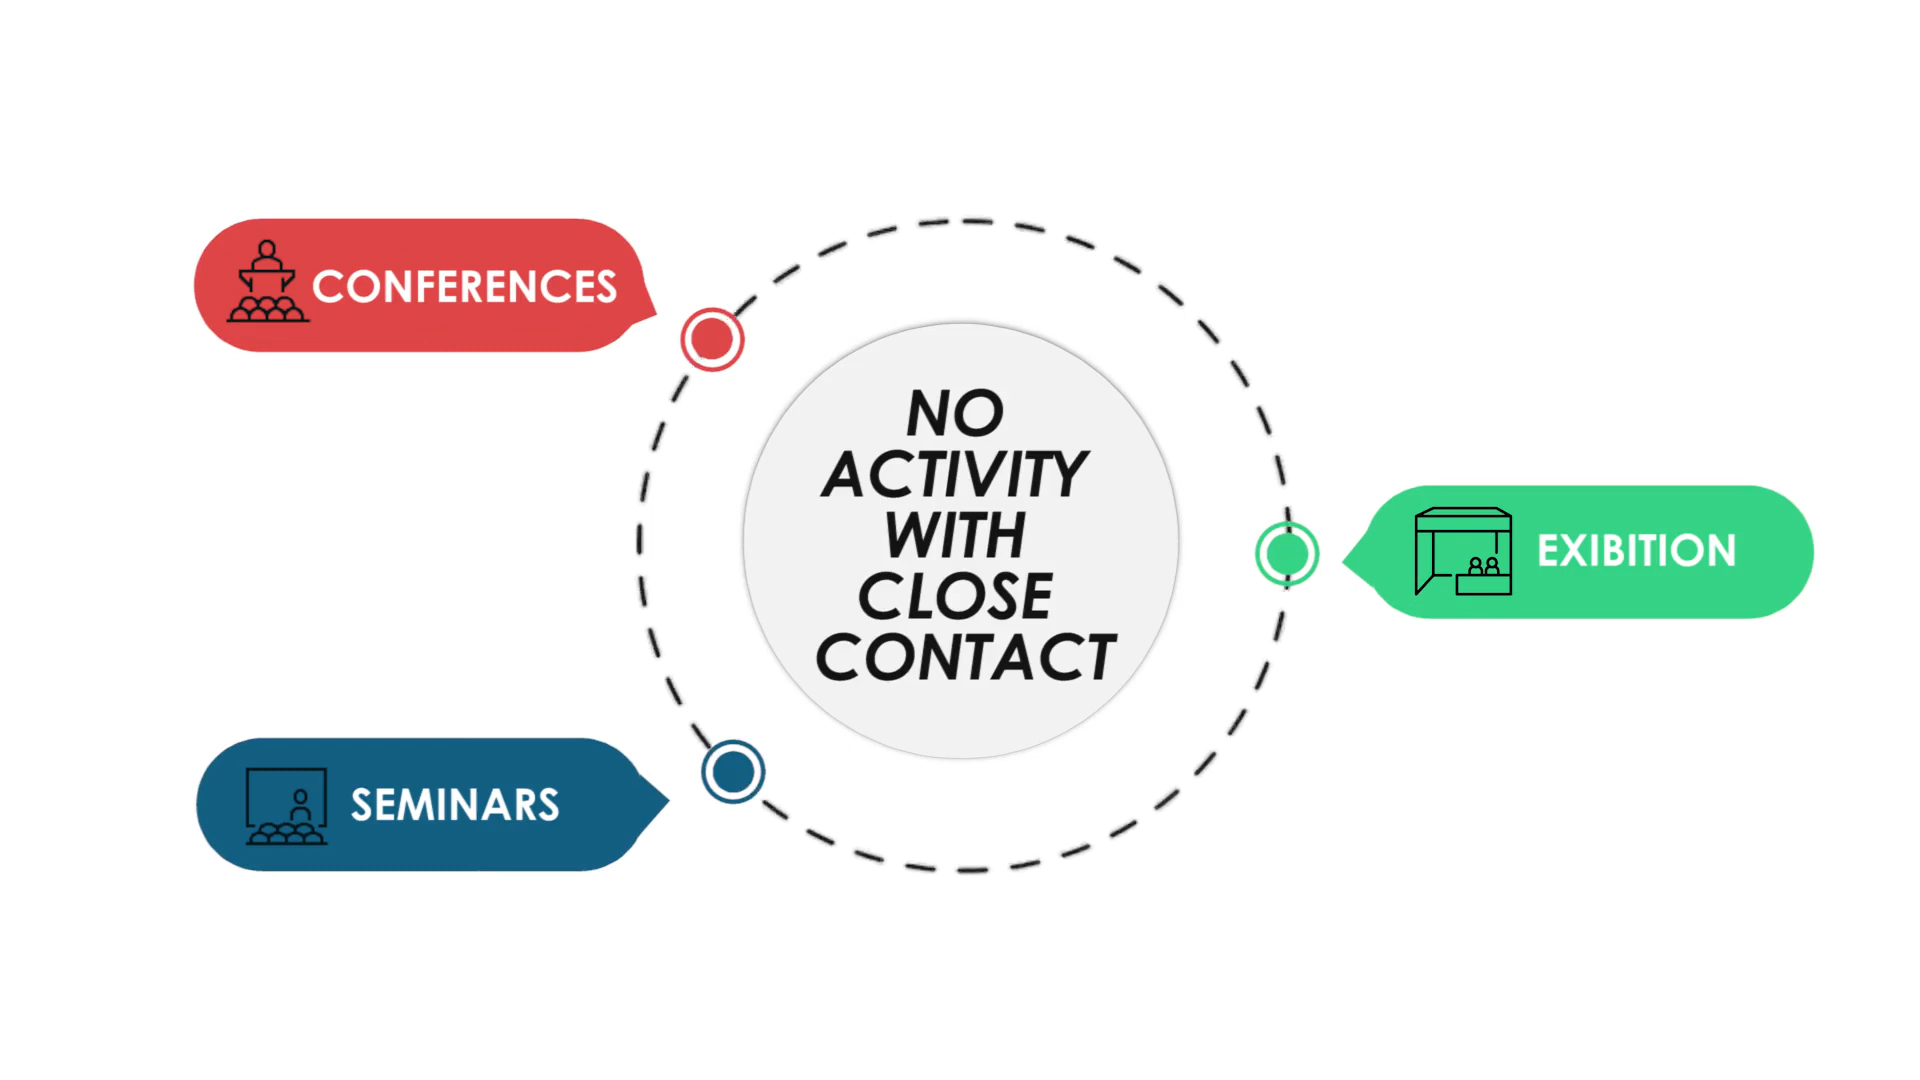 CONFERENCES
NO
ACTIVITY
WITH
CLOSE
CONTACT
EXIBITION
SEMINARS